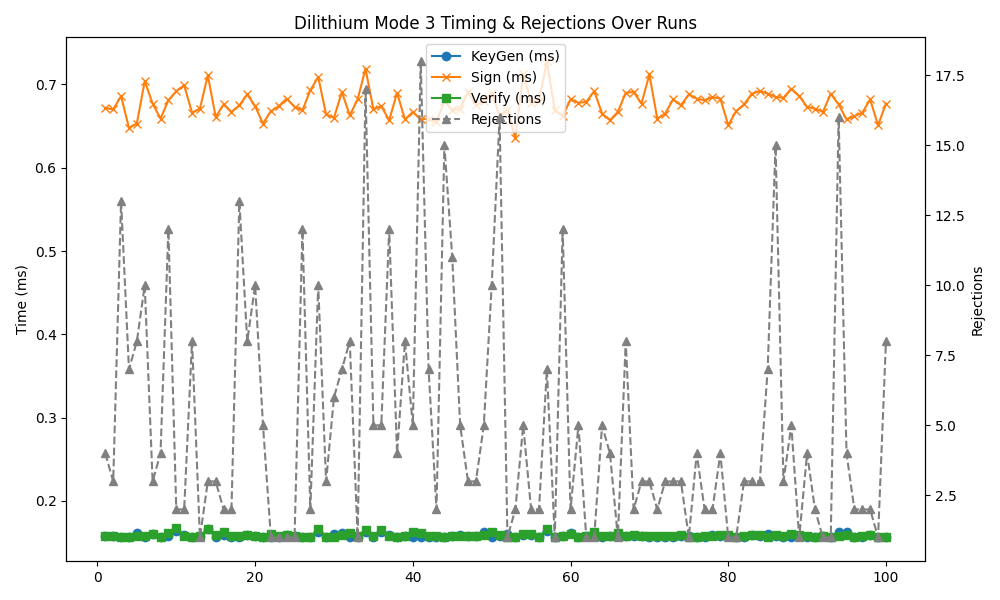 Dilithium Mode 3 Timing & Rejections Over Runs
KeyGen (ms)
Sign (ms)
Verify (ms)
Rejections
Time (ms)
0.7
0.6
0.5
0.4
0.3
0.2
Rejections
17.5
15.0
12.5
10.0
7.5
5.0
2.5
0
20
40
60
80
100